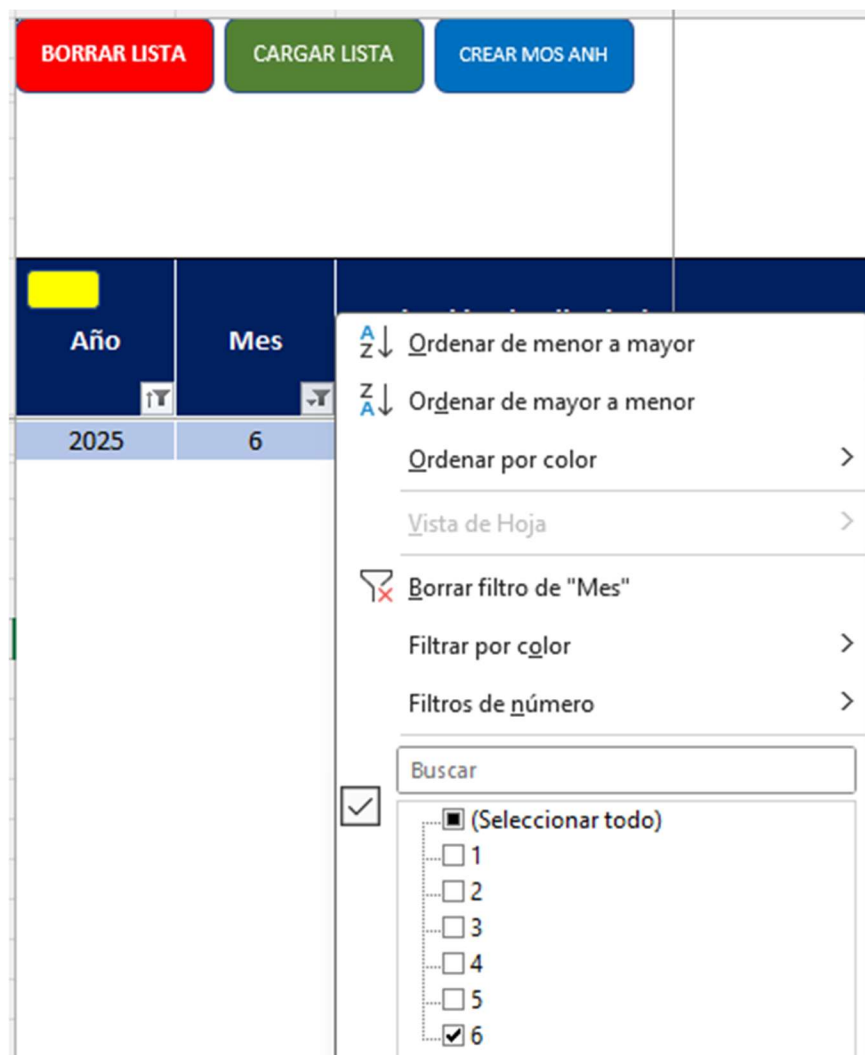 BORRAR LISTA
CARGAR LISTA
CREAR MOS ANH
Año
Mes
2025
6
Ordenar de menor a mayor
Ordenar de mayor a menor
Ordenar por color
Vista de Hoja
Borrar filtro de "Mes"
Filtrar por color
Filtros de número
Buscar
(Seleccionar todo)
1
2
3
4
5
6